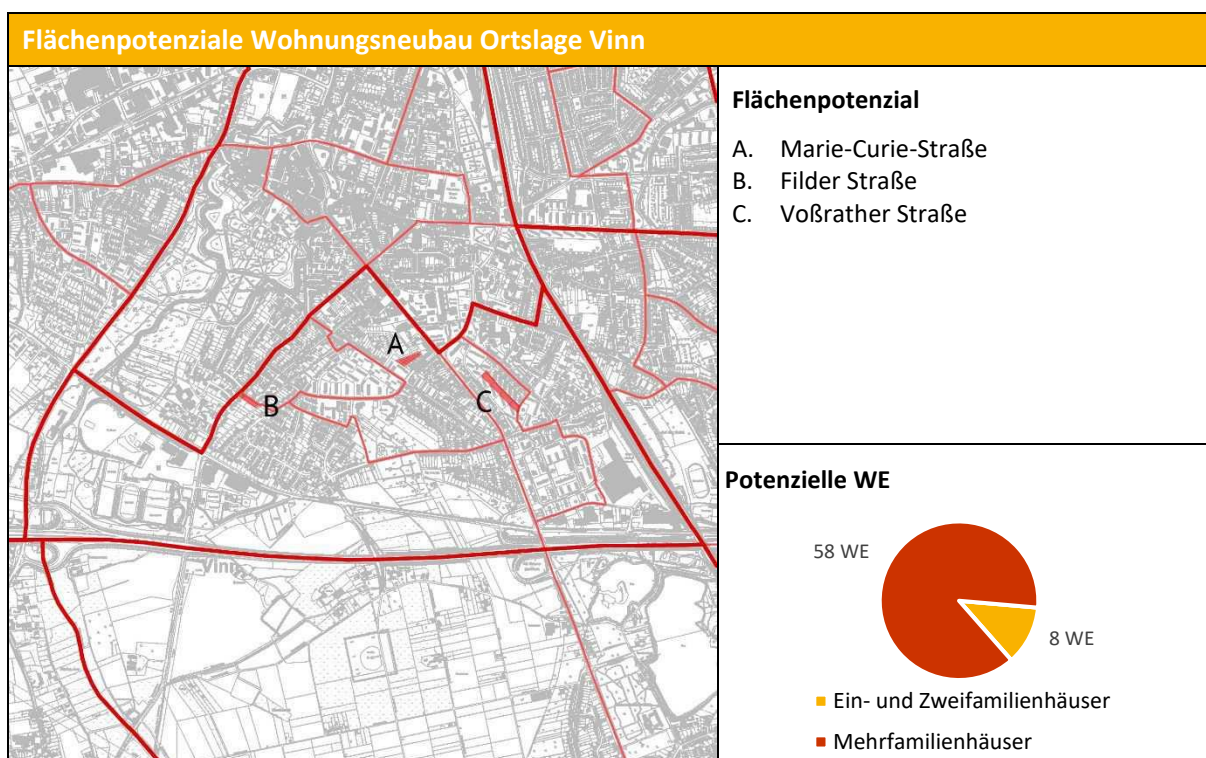 Flächenpotenziale Wohnungsneubau Ortslage Vinn
A
B
C
Vinn
Flächenpotenzial
A. Marie-Curie-Straße
B. Filder Straße
C. Voßrather Straße
Potenzielle WE
58 WE
8 WE
Ein- und Zweifamilienhäuser
Mehrfamilienhäuser